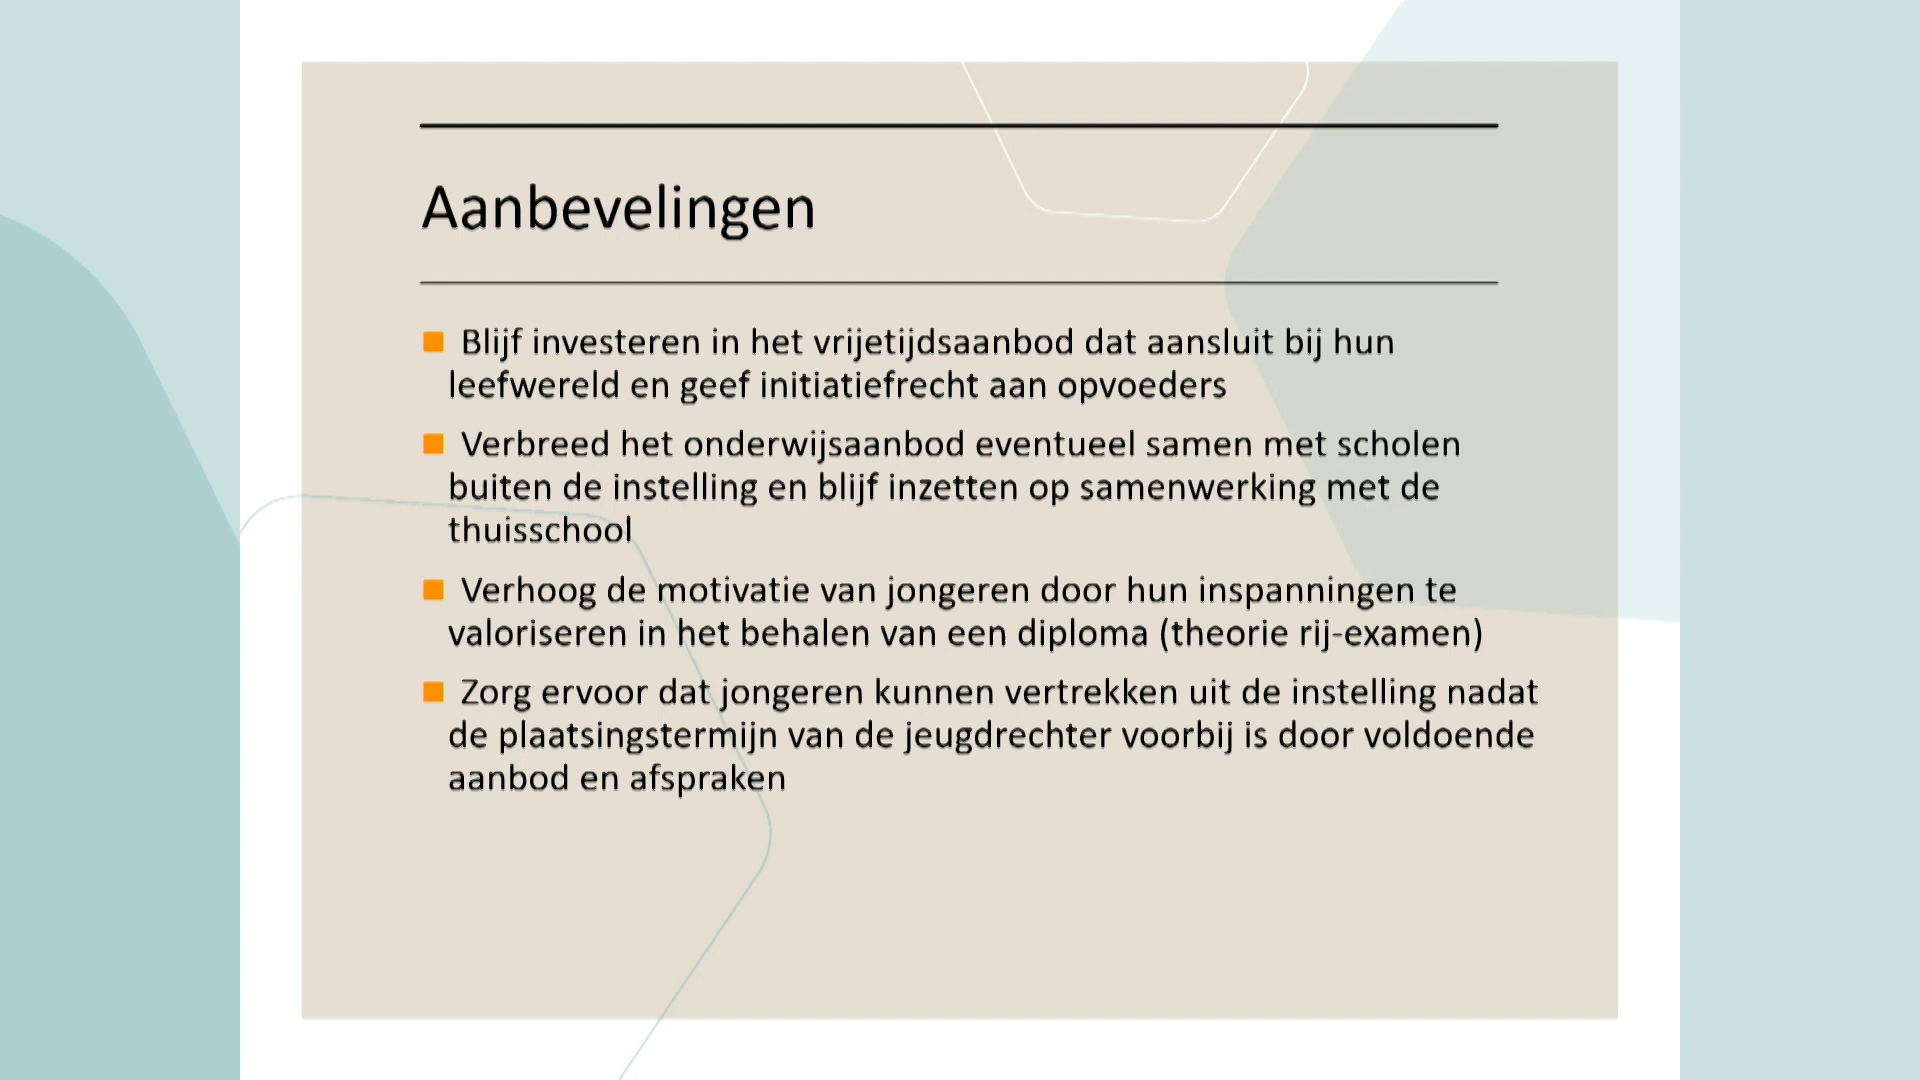 Aanbevelingen
Blijf investeren in het vrijetijdsaanbod dat aansluit bij hun
leefwereld en geef initiatiefrecht aan opvoeders
Verbreed het onderwijsaanbod eventueel samen met scholen
buiten de instelling en blijf inzetten op samenwerking met de
thuisschool
Verhoog de motivatie van jongeren door hun inspanningen te
valoriseren in het behalen van een diploma (theorie rij-examen)
Zorg ervoor dat jongeren kunnen vertrekken uit de instelling nadat
de plaatsingstermijn van de jeugdrechter voorbij is door voldoende
aanbod en afspraken